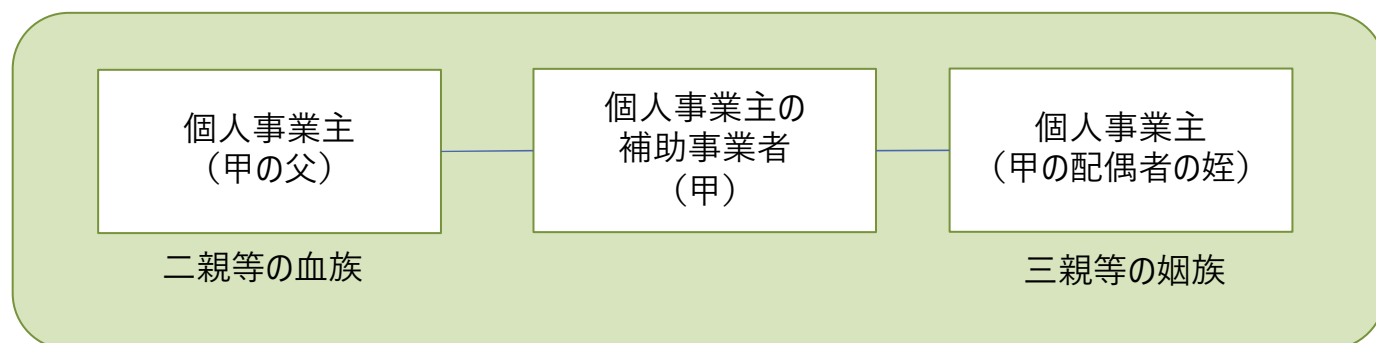 個人事業主
（甲の父）
二親等の血族
個人事業主の
補助事業者
（甲）
個人事業主
（甲の配偶者の姪）
三親等の姻族